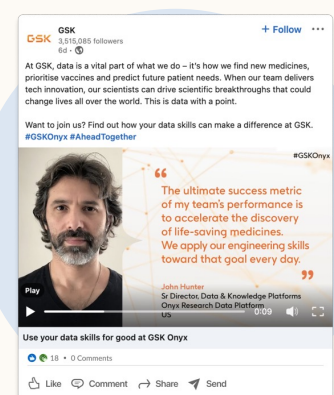 GSK
GSK
3,515,085 followers
6d •
+ Follow ...
At GSK, data is a vital part of what we do – it's how we find new medicines,
prioritise vaccines and predict future patient needs. When our team delivers
tech innovation, our scientists can drive scientific breakthroughs that could
change lives all over the world. This is data with a point.
Want to join us? Find out how your data skills can make a difference at GSK.
#GSKOnyx #AheadTogether
#GSKOnyx
“
The ultimate success metric
of my team's performance is
to accelerate the discovery
of life-saving medicines.
We apply our engineering skills
toward that goal every day.
”
John Hunter
Sr Director, Data & Knowledge Platforms
Onyx Research Data Platform
US
Play
0:09
Use your data skills for good at GSK Onyx
18 • 0 Comments
Like Comment Share Send